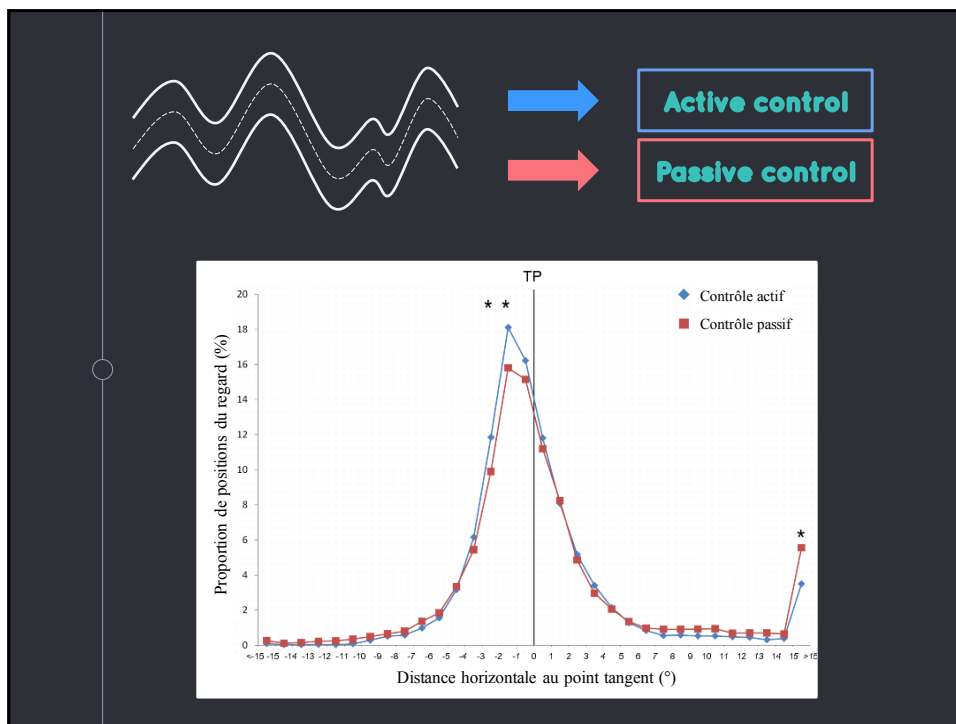 Active control
Passive control
TP
* *
Contrôle actif
Contrôle passif
*
Proportion de positions du regard (%)
20
18
16
14
12
10
8
6
4
2
0
<-15 -15 -14 -13 -12 -11 -10 -9 -8 -7 -6 -5 -4 -3 -2 -1 0 1 2 3 4 5 6 7 8 9 10 11 12 13 14 15 >15
Distance horizontale au point tangent (°)